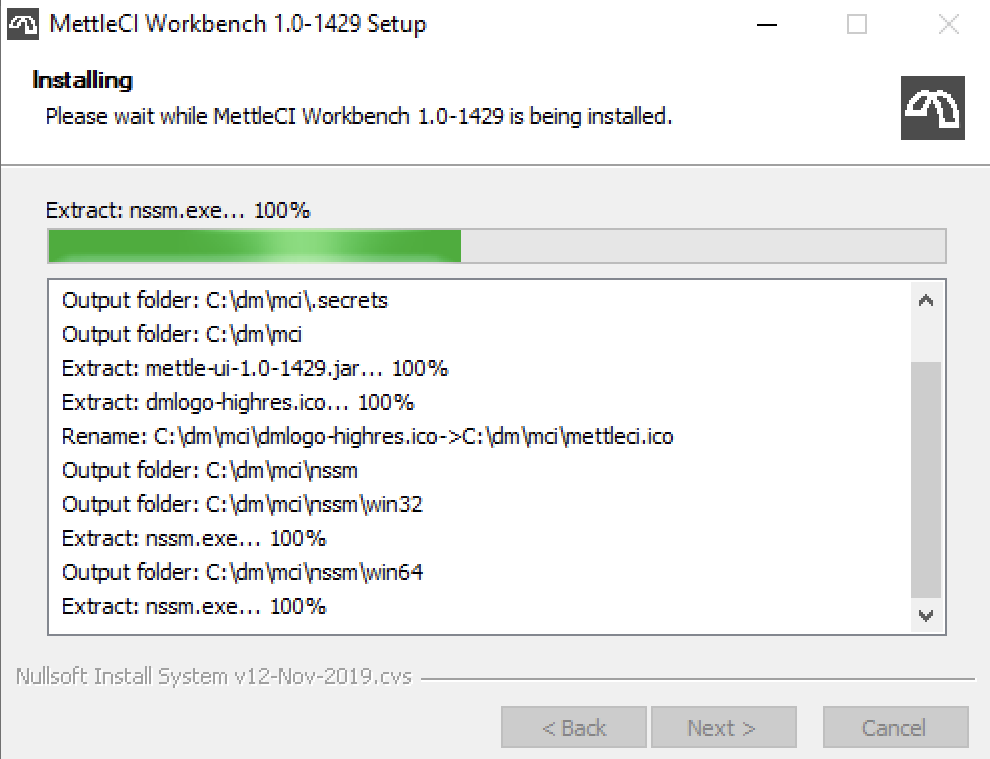 MettleCI Workbench 1.0-1429 Setup
Installing
Please wait while MettleCI Workbench 1.0-1429 is being installed.
Extract: nssm.exe... 100%
Output folder: C:\dm\mci\.secrets
Output folder: C:\dm\mci
Extract: mettle-ui-1.0-1429.jar... 100%
Extract: dmlogo-highres.ico... 100%
Rename: C:\dm\mci\dmlogo-highres.ico->C:\dm\mci\mettleci.ico
Output folder: C:\dm\mci\nssm
Output folder: C:\dm\mci\nssm\win32
Extract: nssm.exe... 100%
Output folder: C:\dm\mci\nssm\win64
Extract: nssm.exe... 100%
Nullsoft Install System v12-Nov-2019.cvs
< Back Next > Cancel